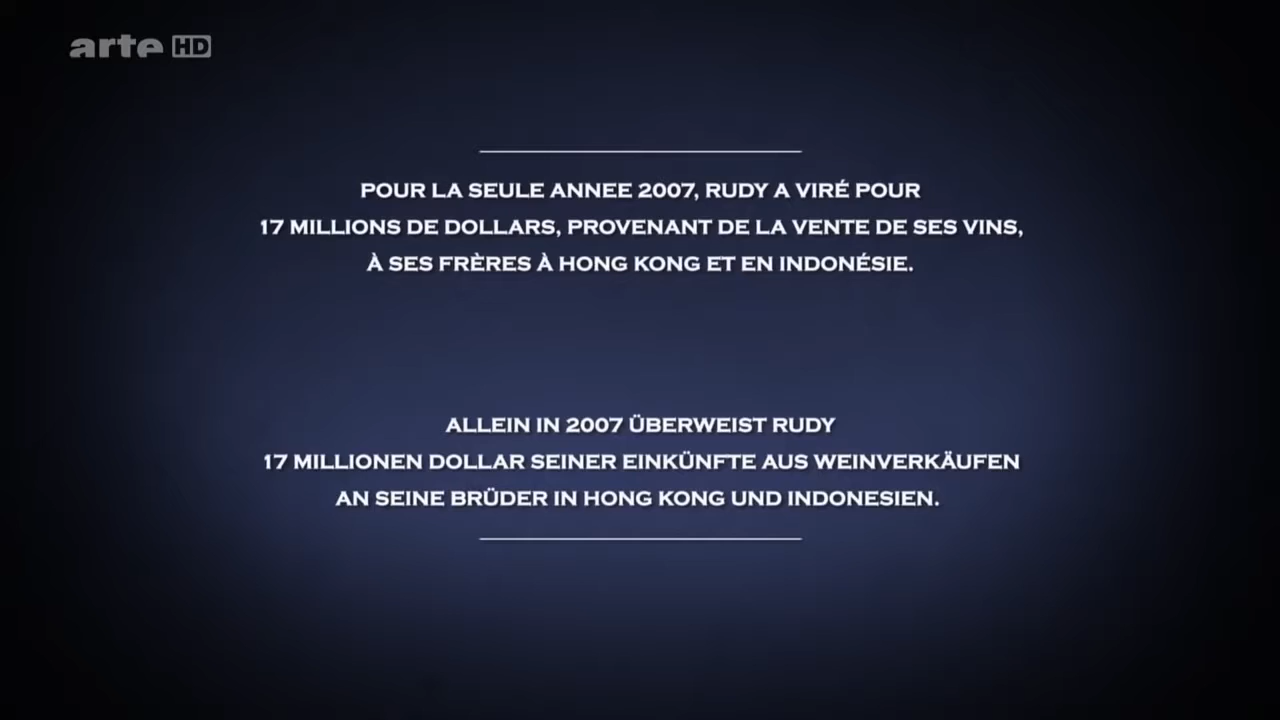 arte HD
POUR LA SEULE ANNEE 2007, RUDY A VIRÉ POUR
17 MILLIONS DE DOLLARS, PROVENANT DE LA VENTE DE SES VINS,
À SES FRÈRES À HONG KONG ET EN INDONÉSIE.
ALLEIN IN 2007 ÜBERWEIST RUDY
17 MILLIONEN DOLLAR SEINER EINKÜNFTE AUS WEINVERKÄUFEN
AN SEINE BRÜDER IN HONG KONG UND INDONESIEN.